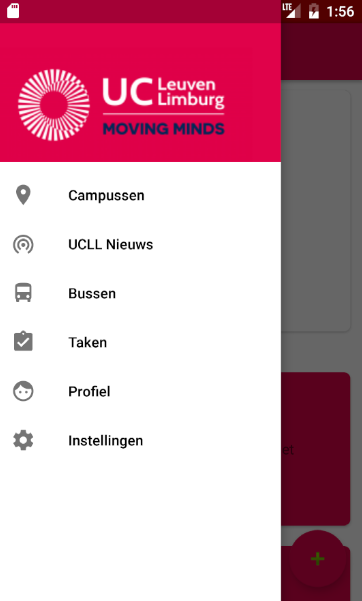 LTE 1:56
UC Leuven
Limburg
MOVING MINDS
Campussen
UCLL Nieuws
Bussen
Taken
Profiel
Instellingen